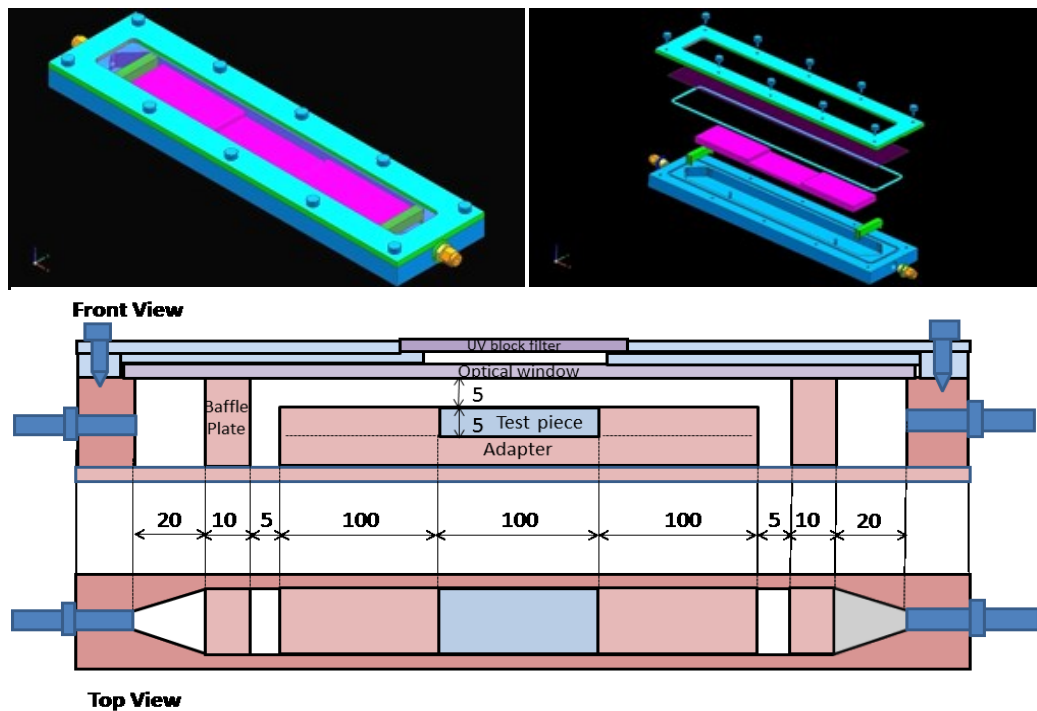 Front View
UV block filter
Optical window
5
Baffle
Plate
5
Test piece
Adapter
20
10
5
100
100
100
5
10
20
Top View